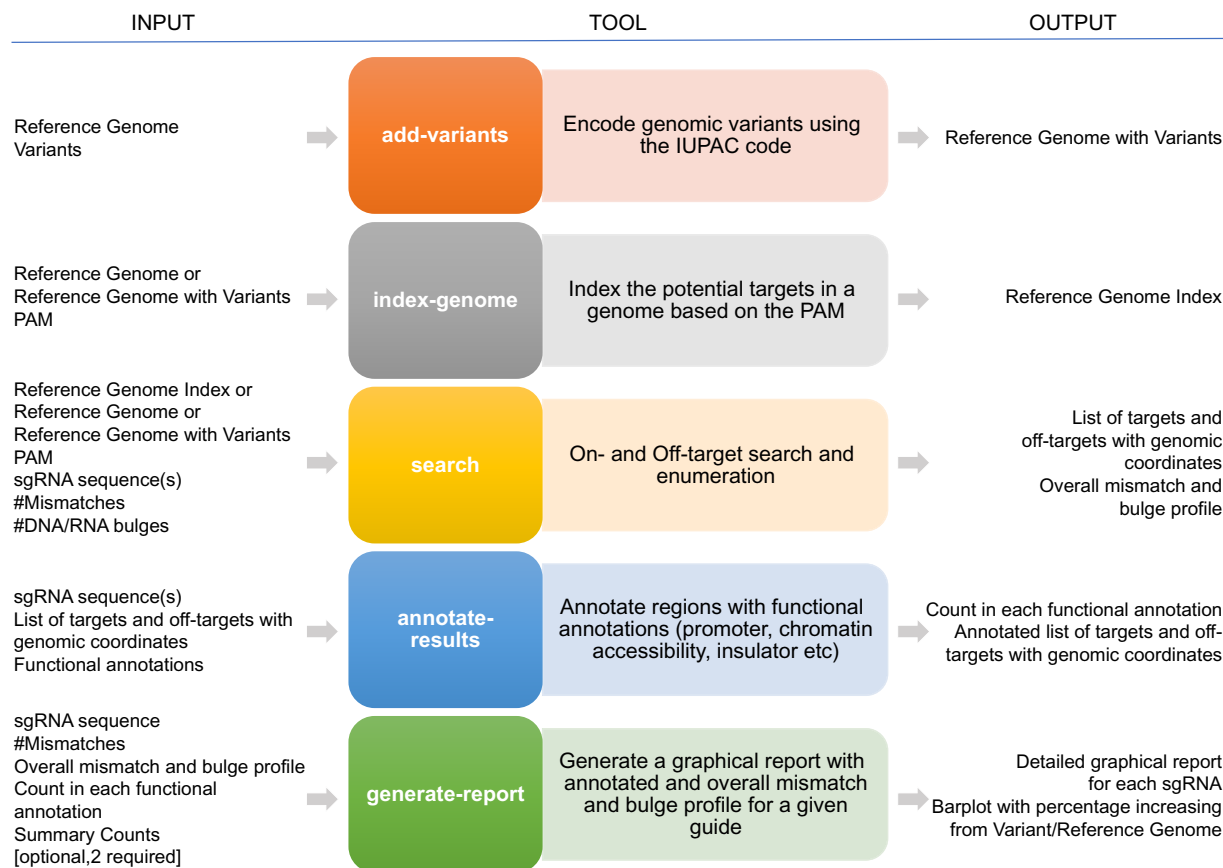 INPUT
TOOL
OUTPUT
Reference Genome
Variants
add-variants
Encode genomic variants using
the IUPAC code
Reference Genome with Variants
Reference Genome or
Reference Genome with Variants
PAM
index-genome
Index the potential targets in a
genome based on the PAM
Reference Genome Index
Reference Genome Index or
Reference Genome or
Reference Genome with Variants
PAM
sgRNA sequence(s)
#Mismatches
#DNA/RNA bulges
search
On- and Off-target search and
enumeration
List of targets and
off-targets with genomic
coordinates
Overall mismatch and
bulge profile
sgRNA sequence(s)
List of targets and off-targets with
genomic coordinates
Functional annotations
annotate-
results
Annotate regions with functional
annotations (promoter, chromatin
accessibility, insulator etc)
Count in each functional annotation
Annotated list of targets and off-
targets with genomic coordinates
sgRNA sequence
#Mismatches
Overall mismatch and bulge profile
Count in each functional
annotation
Summary Counts
[optional,2 required]
generate-report
Generate a graphical report with
annotated and overall mismatch
and bulge profile for a given
guide
Detailed graphical report
for each sgRNA
Barplot with percentage increasing
from Variant/Reference Genome